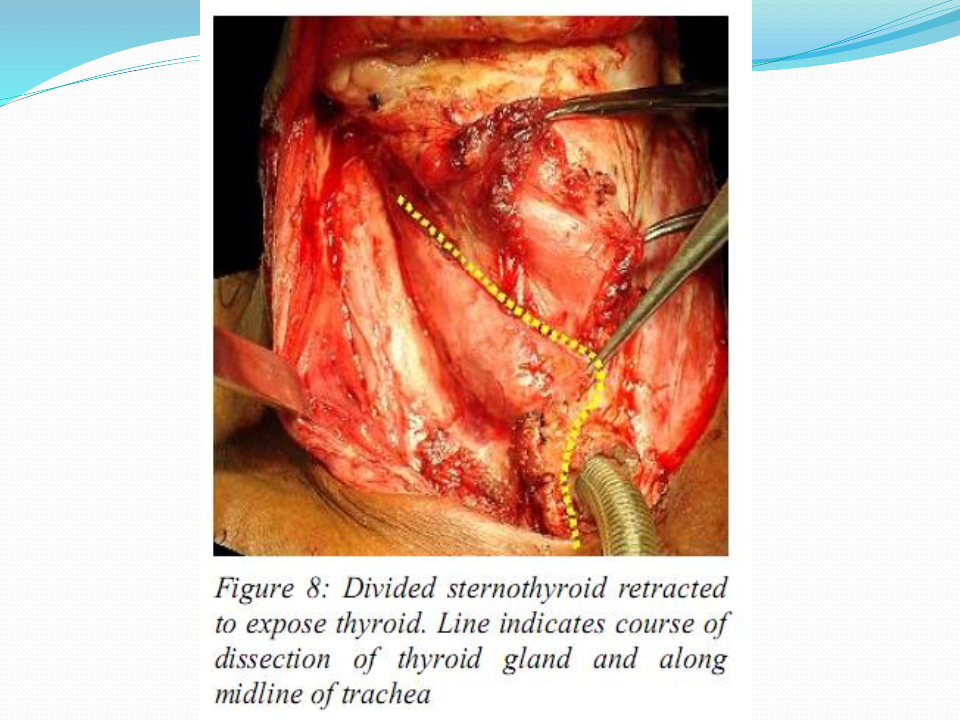 Figure 8: Divided sternothyroid retracted
to expose thyroid. Line indicates course of
dissection of thyroid gland and along
midline of trachea